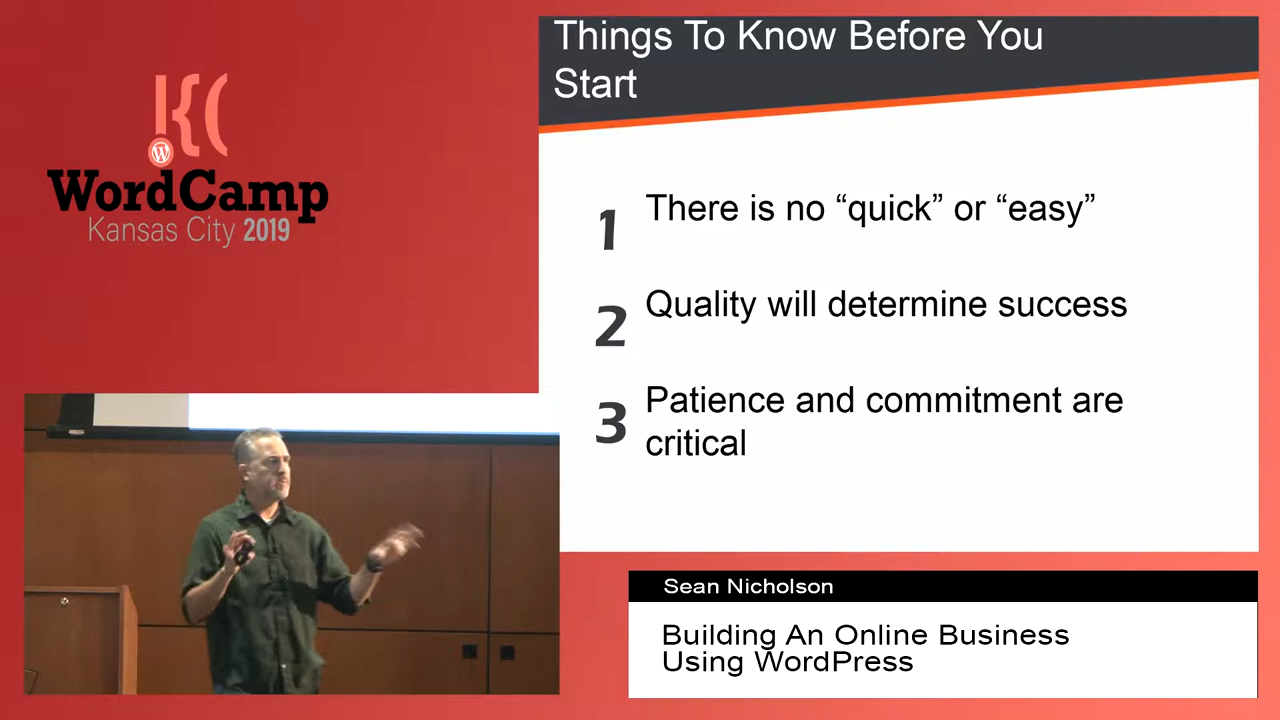 Things To Know Before You
Start
K(
W
WordCamp
Kansas City 2019
1
There is no “quick” or “easy”
2
Quality will determine success
3
Patience and commitment are
critical
Sean Nicholson
Building An Online Business
Using WordPress